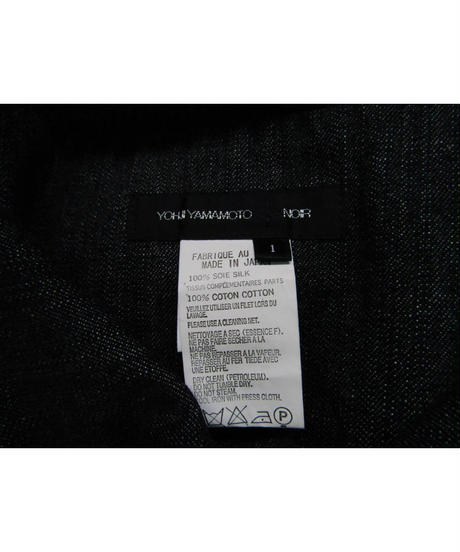 YOHJI YAMAMOTO NOIR
1
FABRIQUE AU
MADE IN JAPAN
100% SOIE SILK
TISSUS COMPLEMENTAIRES PARTS
100% COTON COTTON
VEUILLEZ UTILISER UN FILET LORS DU
LAVAGE.
PLEASE USE A CLEANING NET.
NETTOYAGE A SEC (ESSENCE F).
NE PAS FAIRE SECHER A LA
MACHINE.
NE PAS REPASSER A LA VAPEUR.
REPASSER AU FER TIEDE AVEC
UNE ETOFFE.
DRY CLEAN (PETROLEUM).
DO NOT TUMBLE DRY.
COOL IRON WITH PRESS CLOTH.
P